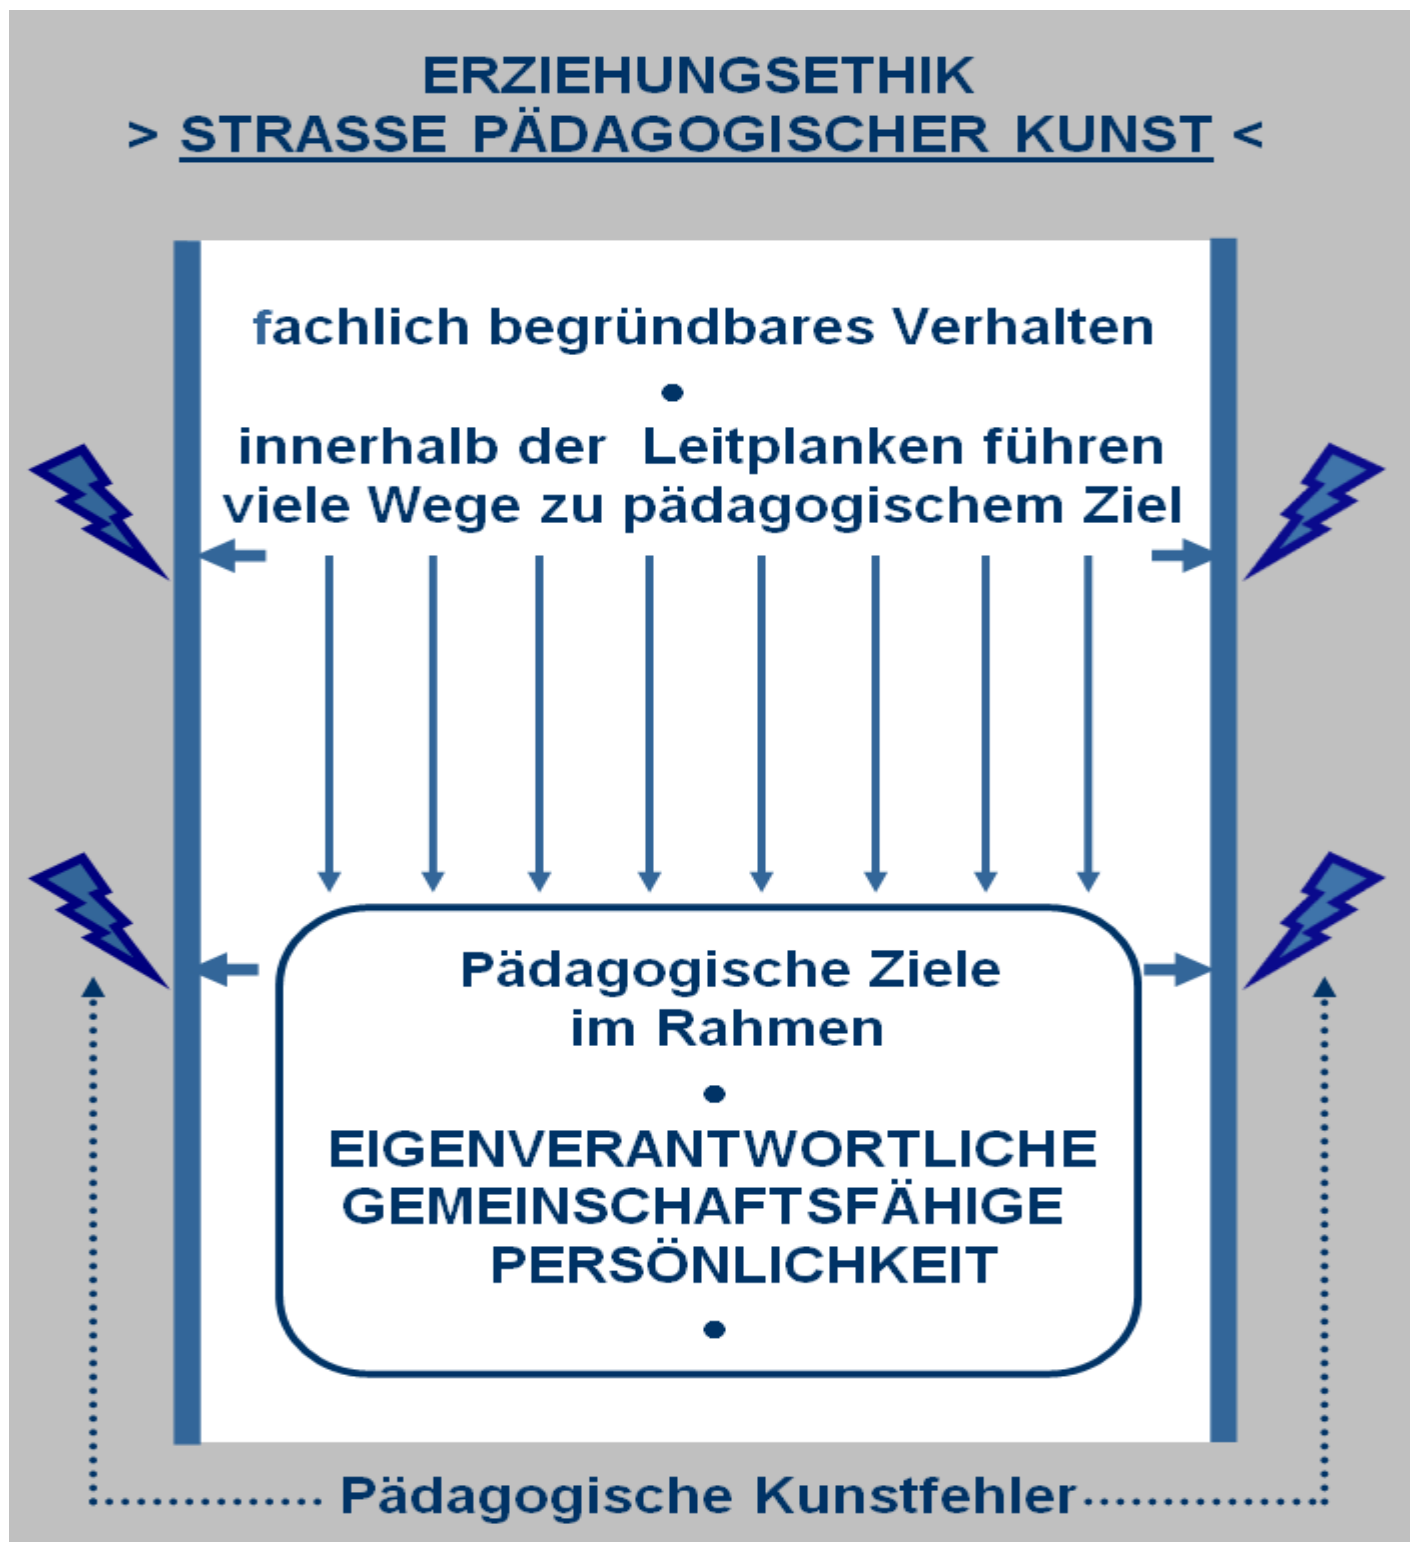 ERZIEHUNGSETHIK
> STRASSE PÄDAGOGISCHER KUNST <
fachlich begründbares Verhalten
•
innerhalb der Leitplanken führen
viele Wege zu pädagogischem Ziel
Pädagogische Ziele
im Rahmen
•
EIGENVERANTWORTLICHE
GEMEINSCHAFTSFÄHIGE
PERSÖNLICHKEIT
•
Pädagogische Kunstfehler